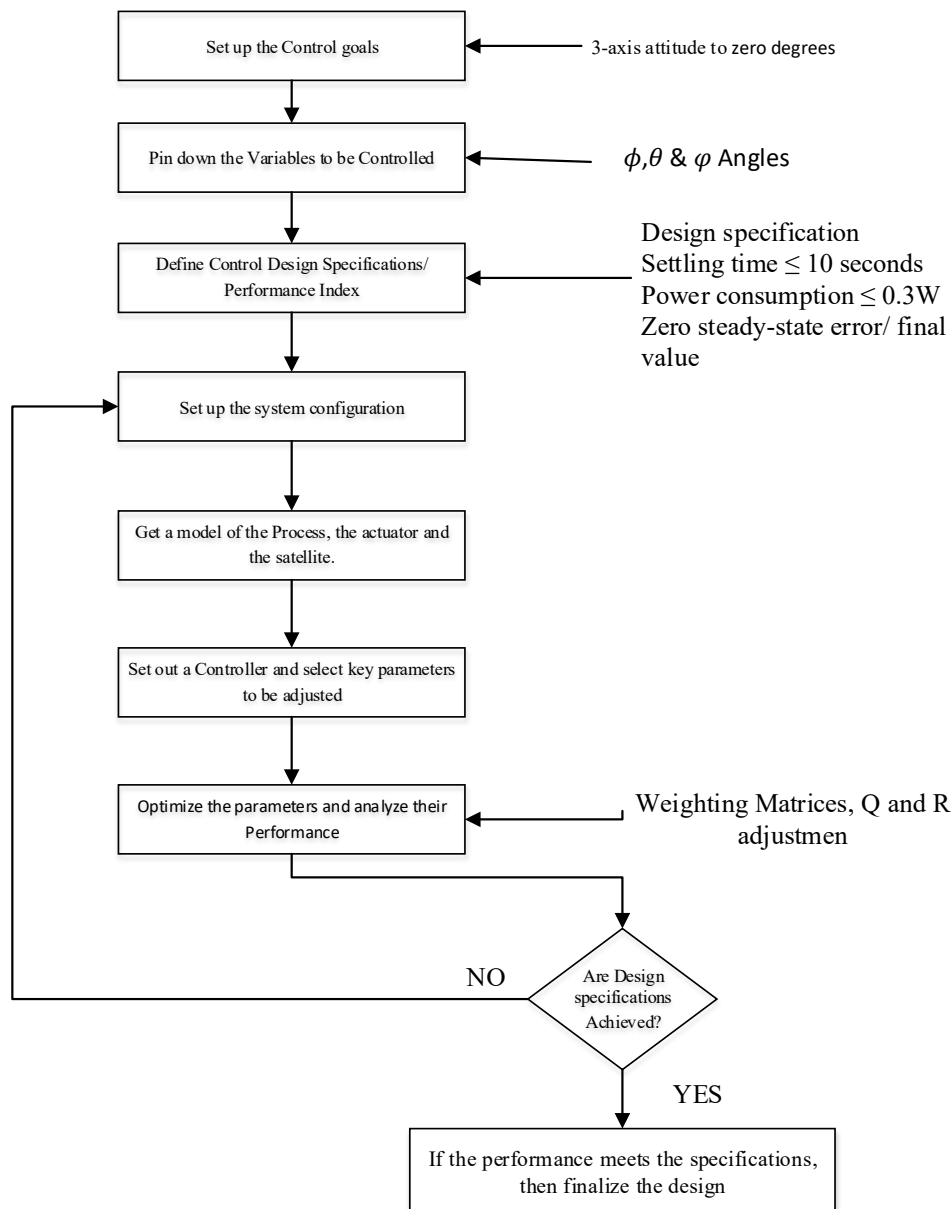 Set up the Control goals
3-axis attitude to zero degrees
Pin down the Variables to be Controlled
ϕ,θ & φ Angles
Define Control Design Specifications/
Performance Index
Design specification
Settling time ≤ 10 seconds
Power consumption ≤ 0.3W
Zero steady-state error/ final
value
Set up the system configuration
Get a model of the Process, the actuator and
the satellite.
Set out a Controller and select key parameters
to be adjusted
Optimize the parameters and analyze their
Performance
Weighting Matrices, Q and R
adjustmen
Are Design
specifications
Achieved?
NO
YES
If the performance meets the specifications,
then finalize the design